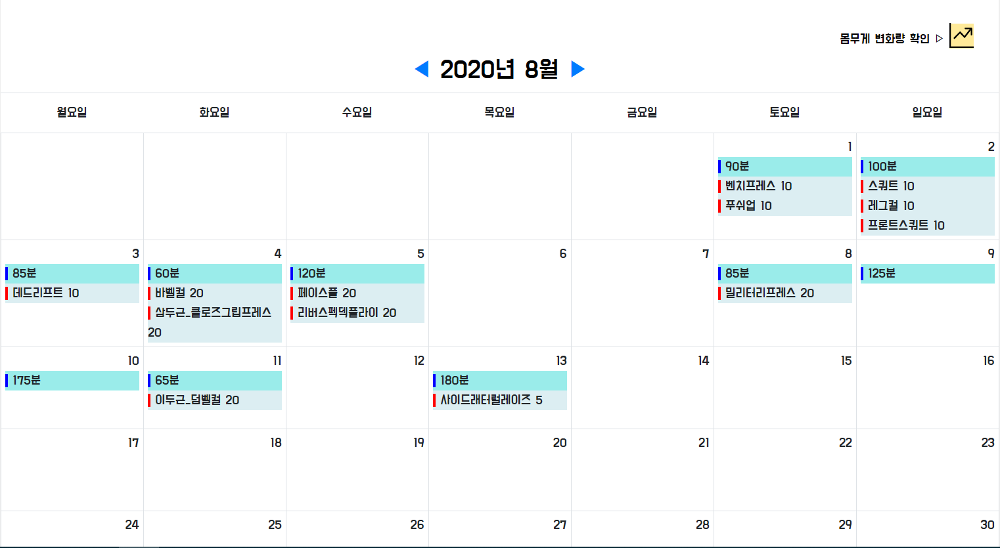 몸무게 변화량 확인 ▷
◀ 2020년 8월 ▶
월요일 화요일 수요일 목요일 금요일 토요일 일요일
1
90분
벤치프레스 10
푸쉬업 10
2
100분
스쿼트 10
레그컬 10
프론트스쿼트 10
3
85분
데드리프트 10
4
60분
바벨컬 20
삼두근_클로즈그립프레스
20
5
120분
페이스풀 20
리버스펙덱플라이 20
6
7
8
85분
밀리터리프레스 20
9
125분
10
175분
11
65분
이두근_덤벨컬 20
12
13
180분
사이드래터럴레이즈 5
14
15
16
17
18
19
20
21
22
23
24
25
26
27
28
29
30